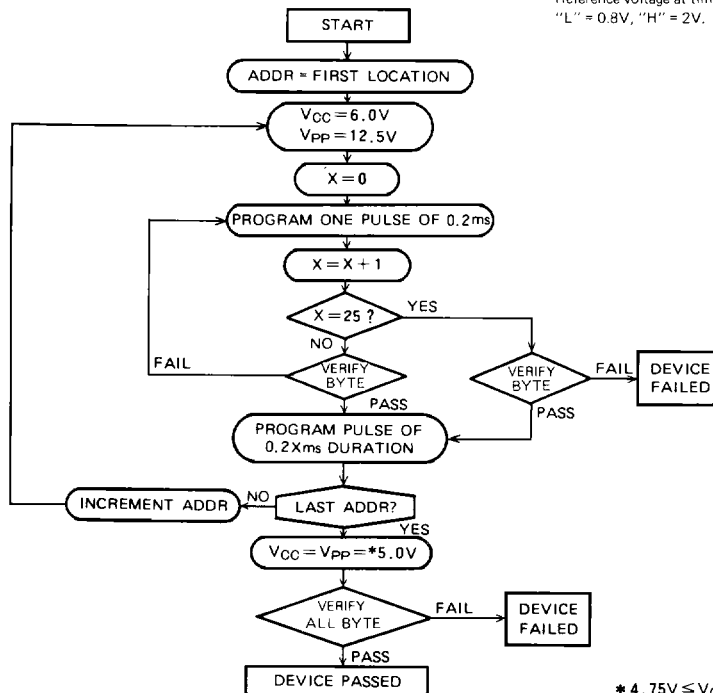 "L" = 0.8V, "H" = 2V.
START
ADDR = FIRST LOCATION
VCC = 6.0V
VPP = 12.5V
X = 0
PROGRAM ONE PULSE OF 0.2ms
X = X + 1
X = 25 ?
YES
NO
FAIL
VERIFY
BYTE
PASS
VERIFY
BYTE
FAIL
PASS
DEVICE
FAILED
PROGRAM PULSE OF
0.2Xms DURATION
INCREMENT ADDR
NO
LAST ADDR?
YES
VCC = VPP = *5.0V
VERIFY
ALL BYTE
FAIL
DEVICE
FAILED
PASS
DEVICE PASSED
* 4.75V ≤